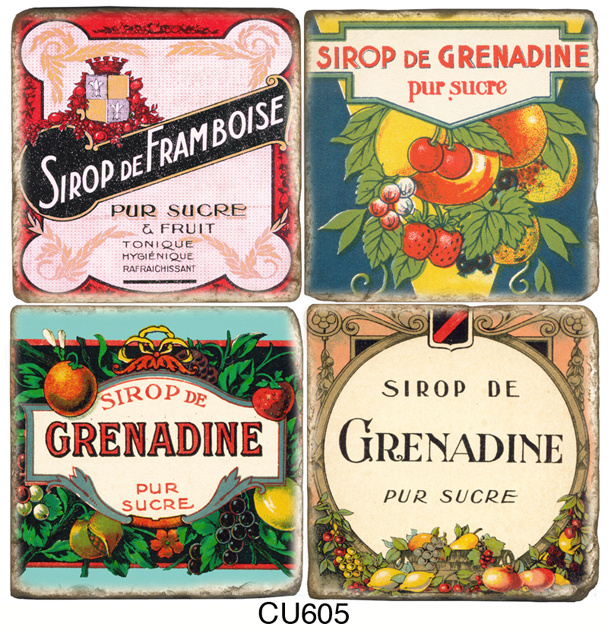 SIROP DE FRAMBOISE
PUR SUCRE
& FRUIT
TONIQUE
HYGIÉNIQUE
RAFRAICHISSANT
SIROP DE GRENADINE
pur sucre
SIROP DE
GRENADINE
PUR
SUCRE
SIROP DE
GRENADINE
PUR SUCRE
CU605